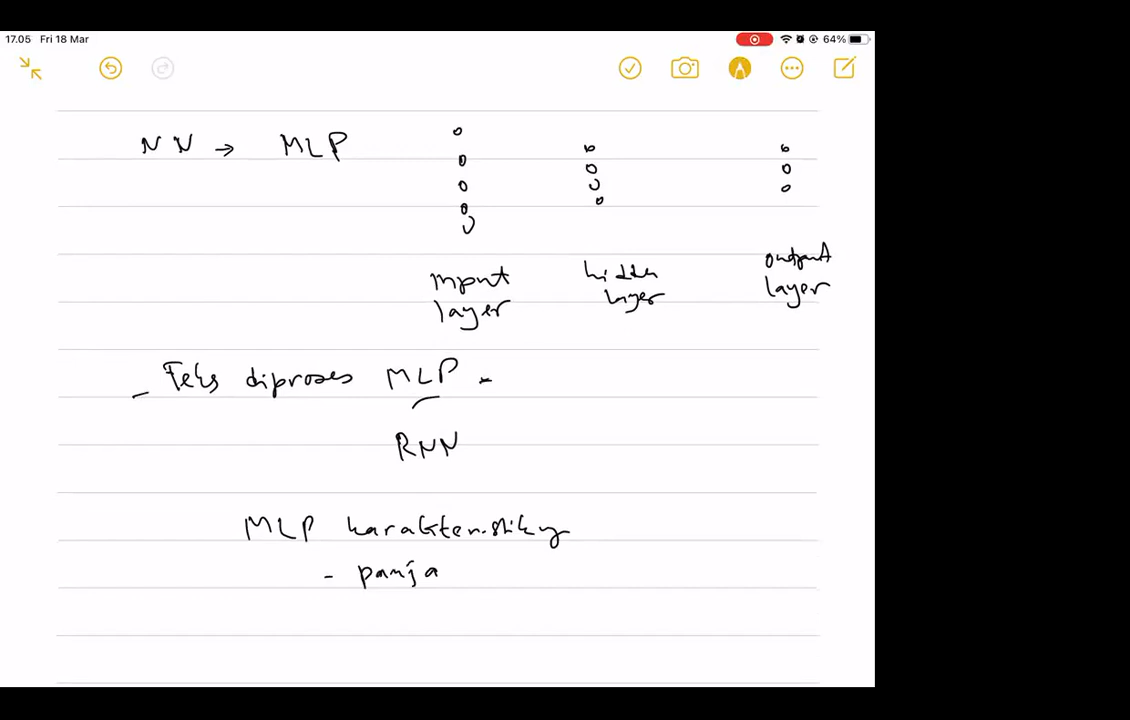 17.05 Fri 18 Mar
64%
NN → MLP
input layer
hidden layer
output layer
- Teks diproses MLP -
RNN
MLP karakteristiky
- panja